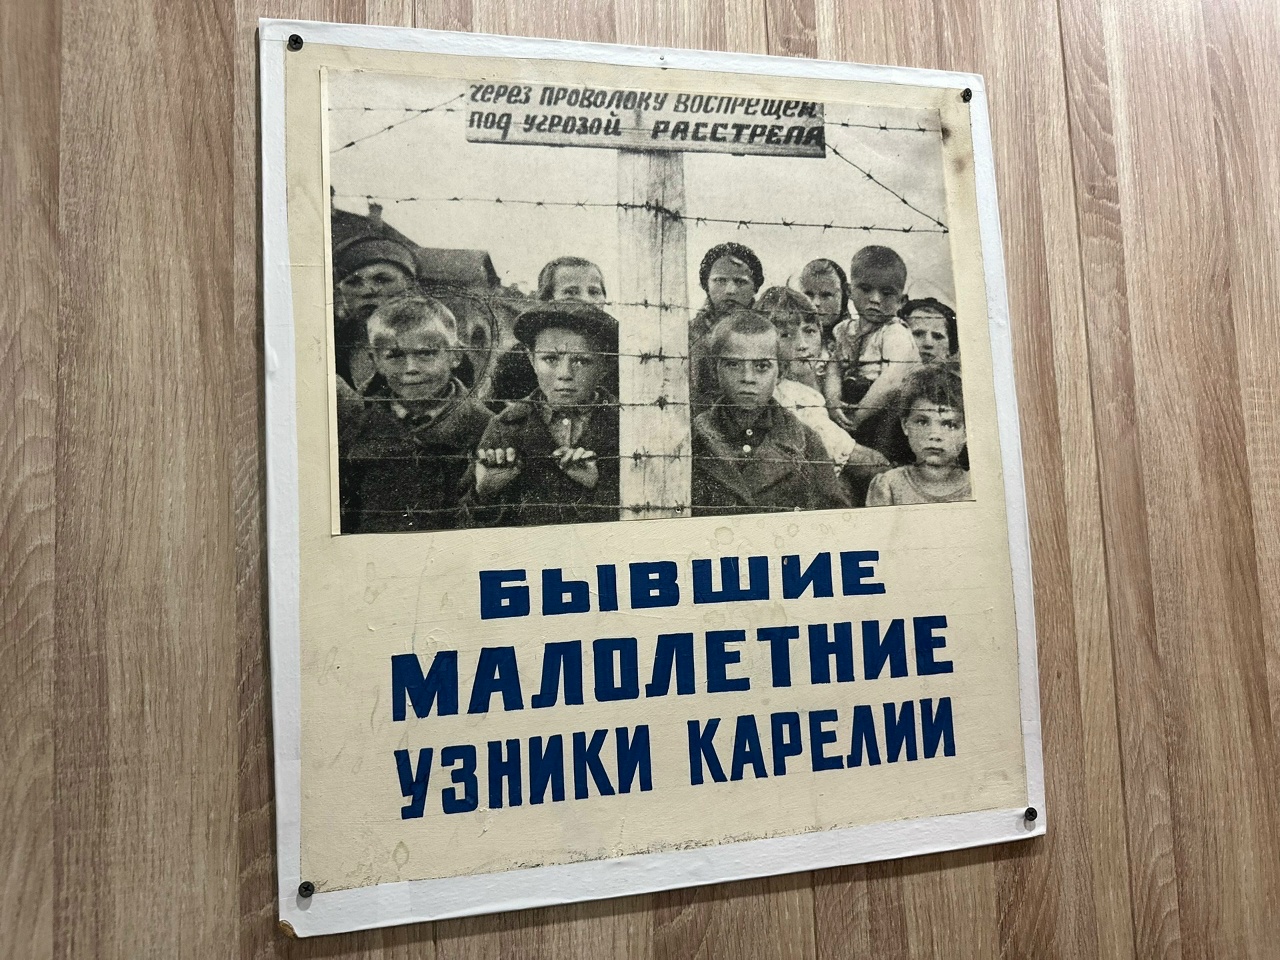 через проволоку воспрещен
под угрозой расстрела
БЫВШИЕ
МАЛОЛЕТНИЕ
УЗНИКИ КАРЕЛИИ